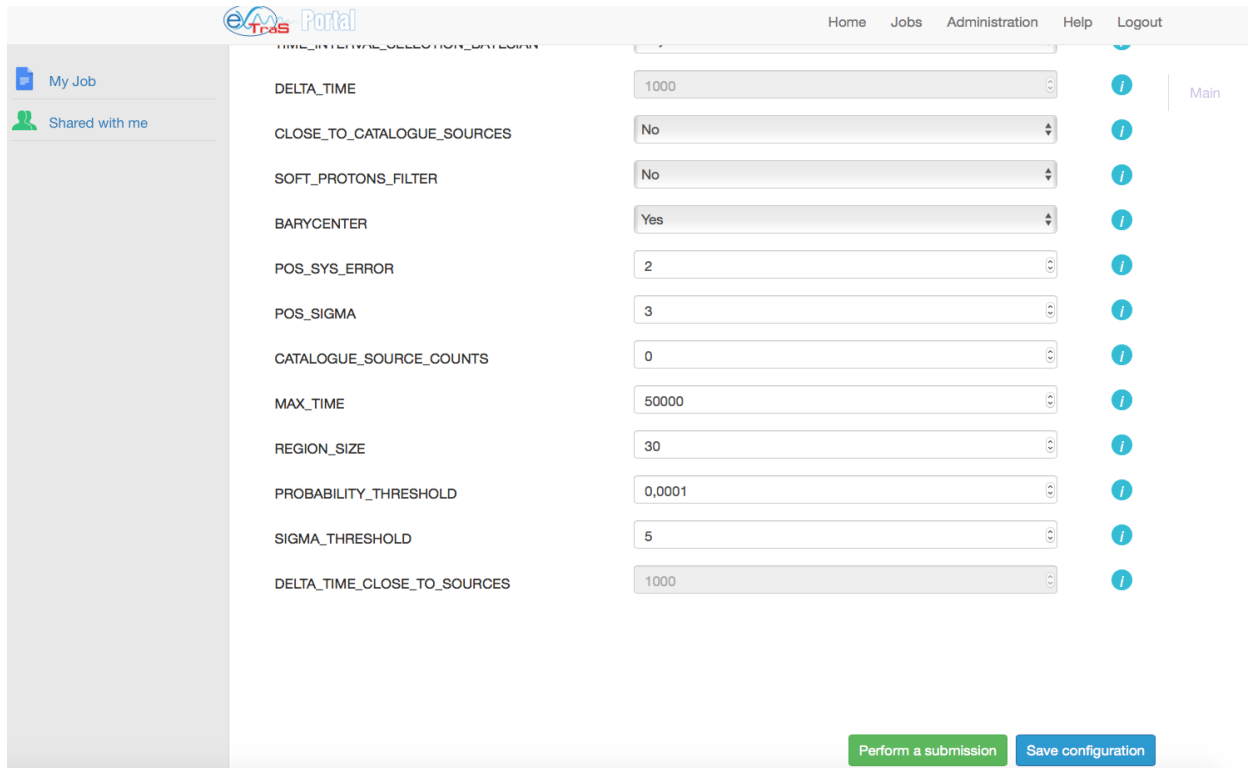 eXTraS Portal
Home Jobs Administration Help Logout
My Job
Shared with me
Main
TIME_INTERVAL_SELECTION_BAYESIAN
DELTA_TIME 1000
CLOSE_TO_CATALOGUE_SOURCES No
SOFT_PROTONS_FILTER No
BARYCENTER Yes
POS_SYS_ERROR 2
POS_SIGMA 3
CATALOGUE_SOURCE_COUNTS 0
MAX_TIME 50000
REGION_SIZE 30
PROBABILITY_THRESHOLD 0,0001
SIGMA_THRESHOLD 5
DELTA_TIME_CLOSE_TO_SOURCES 1000
Perform a submission Save configuration